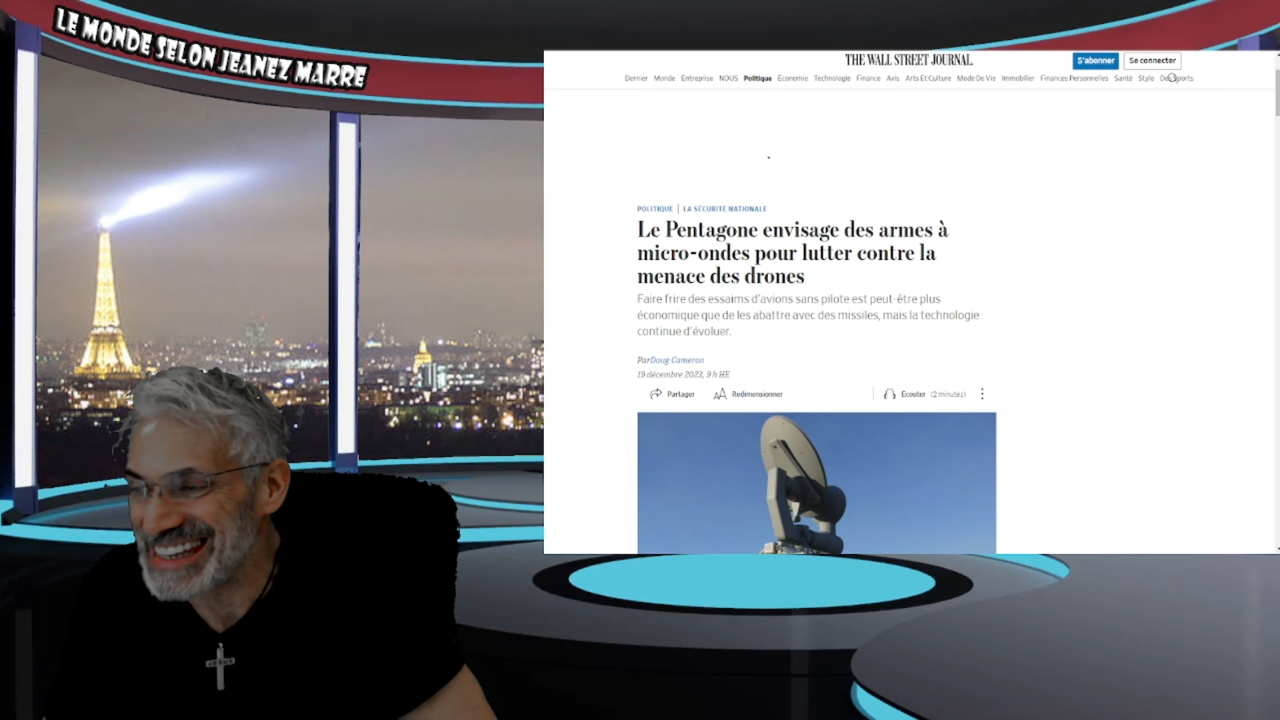 LE MONDE SELON JEANEZ MARRE
THE WALL STREET JOURNAL.
S'abonner
Se connecter
Dernier Monde Entreprise NOUS Politique Économie Technologie Finance Avis Arts Et Culture Mode De Vie Immobilier Finances Personnelles Santé Style
POLITIQUE | LA SÉCURITÉ NATIONALE
Le Pentagone envisage des armes à
micro-ondes pour lutter contre la
menace des drones
Faire frire des essaims d'avions sans pilote est peut-être plus
économique que de les abattre avec des missiles, mais la technologie
continue d'évoluer.
ParDoug Cameron
19 décembre 2023, 9 h HE
Partager Redimensionner Écouter (2 minutes)
JESUS